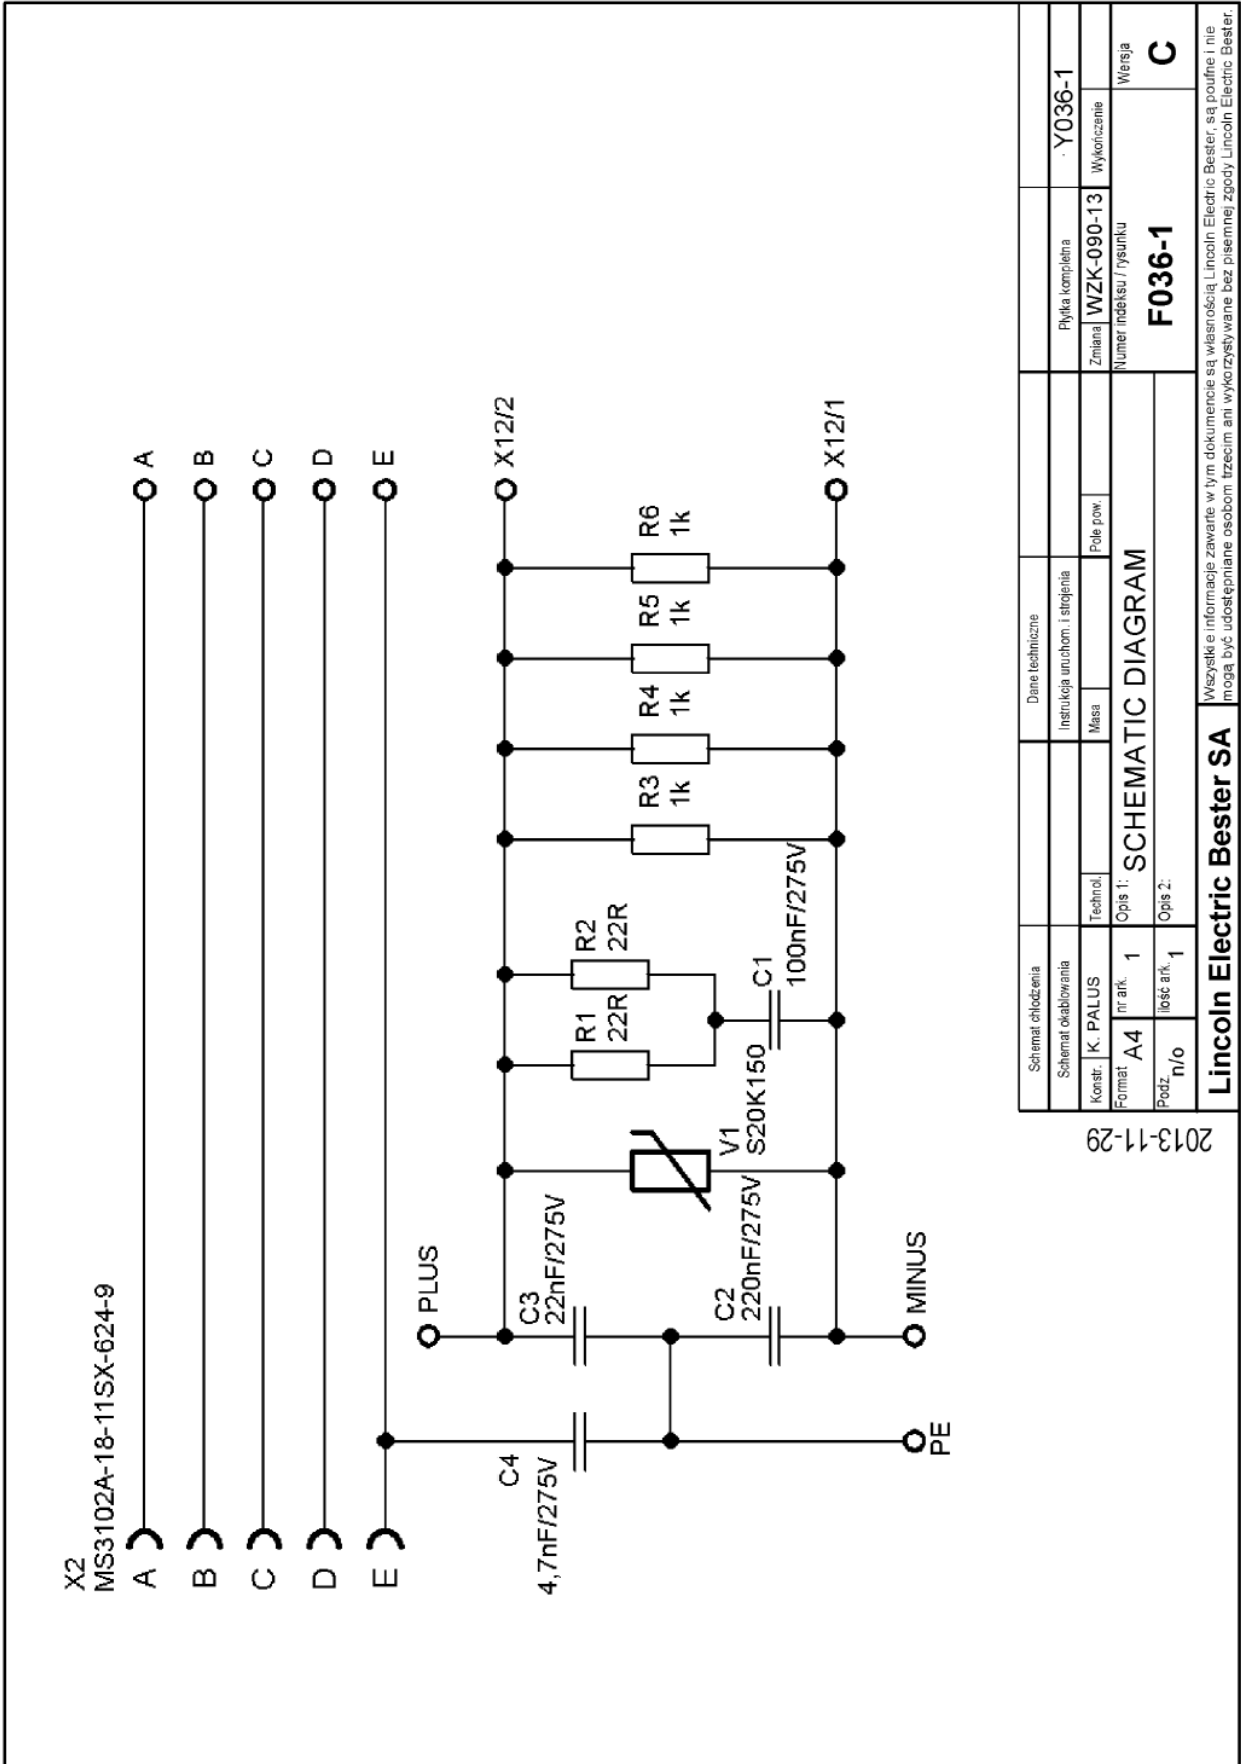 X2
MS3102A-18-11SX-624-9
A
A
B
B
C
C
D
D
E
E
PLUS
X12/2
C4
4,7nF/275V
C3
22nF/275V
C2
220nF/275V
V1
S20K150
R1
22R
R2
22R
C1
100nF/275V
R3
1k
R4
1k
R5
1k
R6
1k
PE
MINUS
X12/1
2013-11-29
Schemat chłodzenia
Dane techniczne
Schemat okablowania
Instrukcja uruchom. i strojenia
Płytka kompletna
Y036-1
Konstr. K. PALUS
Technol.
Masa
Pole pow.
Zmiana WZK-090-13
Wykończenie
Format A4
nr ark. 1
Opis 1: SCHEMATIC DIAGRAM
Numer indeksu / rysunku
F036-1
Wersja
C
Podz. n/o
ilość ark. 1
Opis 2:
Lincoln Electric Bester SA
Wszystkie informacje zawarte w tym dokumencie są własnością Lincoln Electric Bester, są poufne i nie
mogą być udostępniane osobom trzecim ani wykorzystywane bez pisemnej zgody Lincoln Electric Bester.